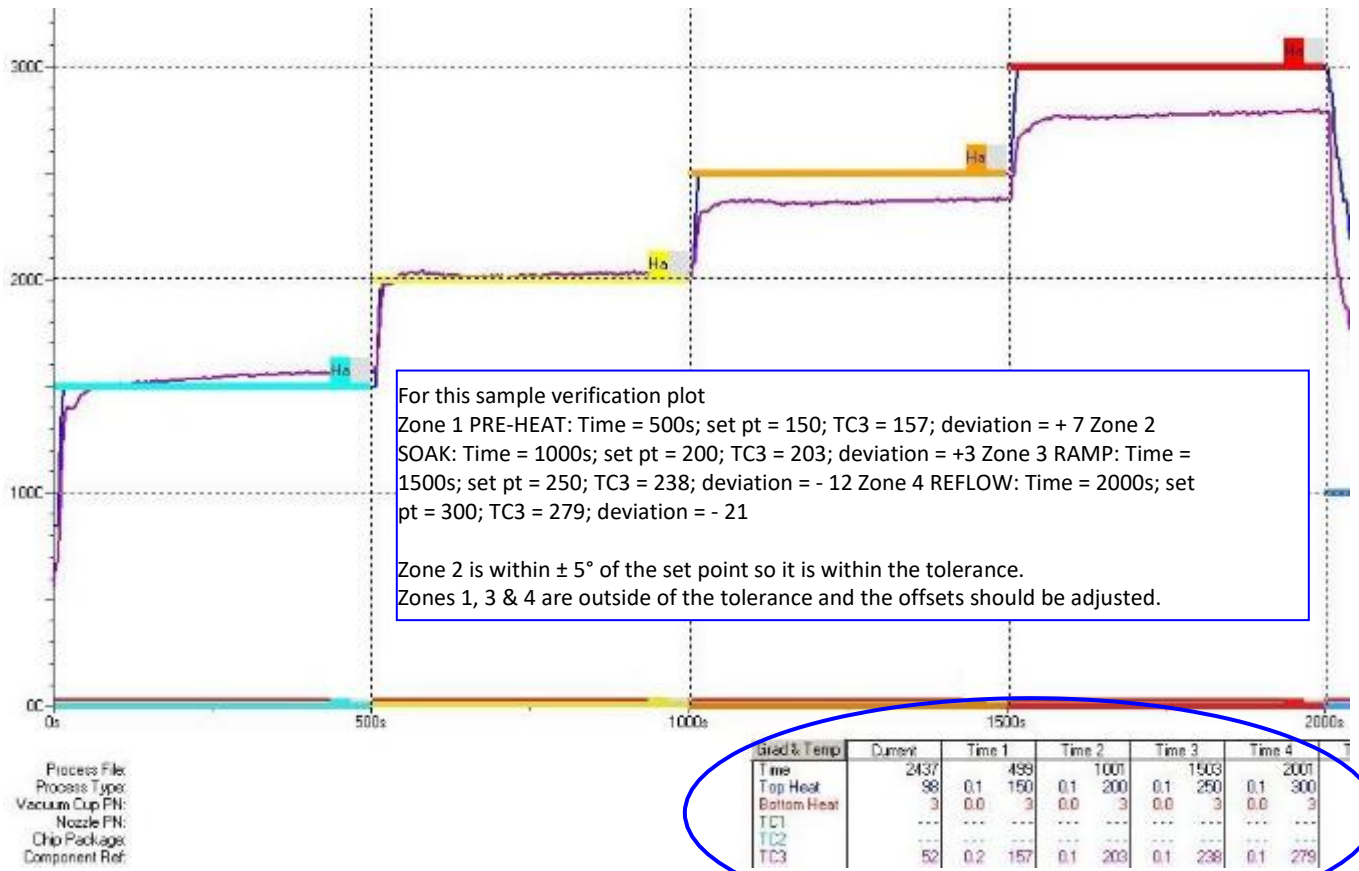 300C
Ha
Ha
200C
Ha
Ha
For this sample verification plot
Zone 1 PRE-HEAT: Time = 500s; set pt = 150; TC3 = 157; deviation = + 7 Zone 2
SOAK: Time = 1000s; set pt = 200; TC3 = 203; deviation = +3 Zone 3 RAMP: Time =
1500s; set pt = 250; TC3 = 238; deviation = - 12 Zone 4 REFLOW: Time = 2000s; set
pt = 300; TC3 = 279; deviation = - 21
Zone 2 is within ± 5° of the set point so it is within the tolerance.
Zones 1, 3 & 4 are outside of the tolerance and the offsets should be adjusted.
100C
0C
0s 500s 1000s 1500s 2000s
Process File:
Process Type:
Vacuum Cup PN:
Nozzle PN:
Chip Package:
Component Ref:
Grad & Temp Current Time 1 Time 2 Time 3 Time 4 T
Time 2437 499 1001 1503 2001
Top Heat 98 0.1 150 0.1 200 0.1 250 0.1 300
Bottom Heat 3 0.0 3 0.0 3 0.0 3 0.0 3
TC1 --- --- --- --- --- --- --- --- ---
TC2 --- --- --- --- --- --- --- --- ---
TC3 52 0.2 157 0.1 203 0.1 238 0.1 279